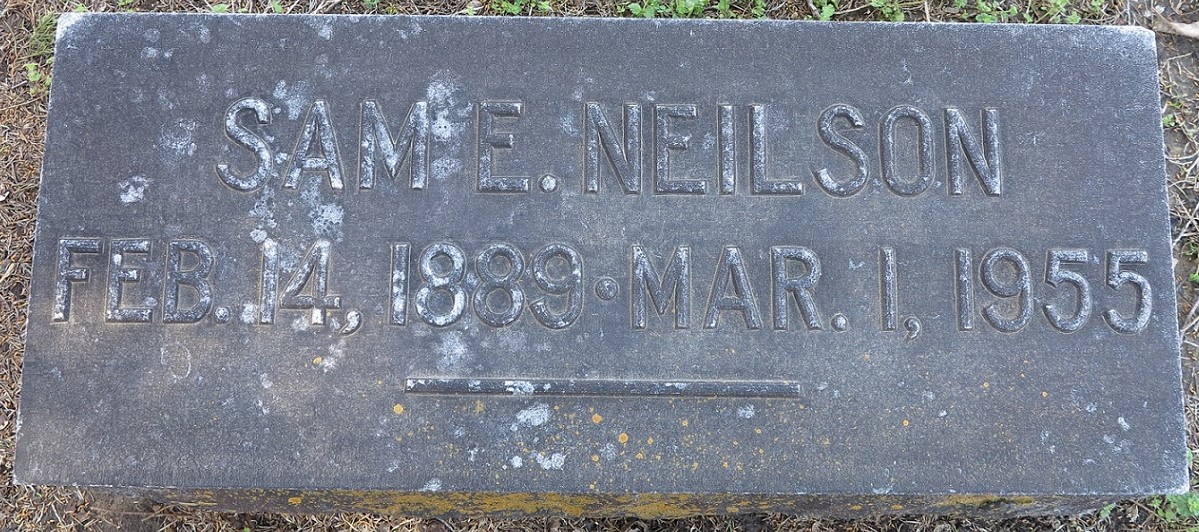 SAM E. NEILSON
FEB. 14, 1889 · MAR. 1, 1955